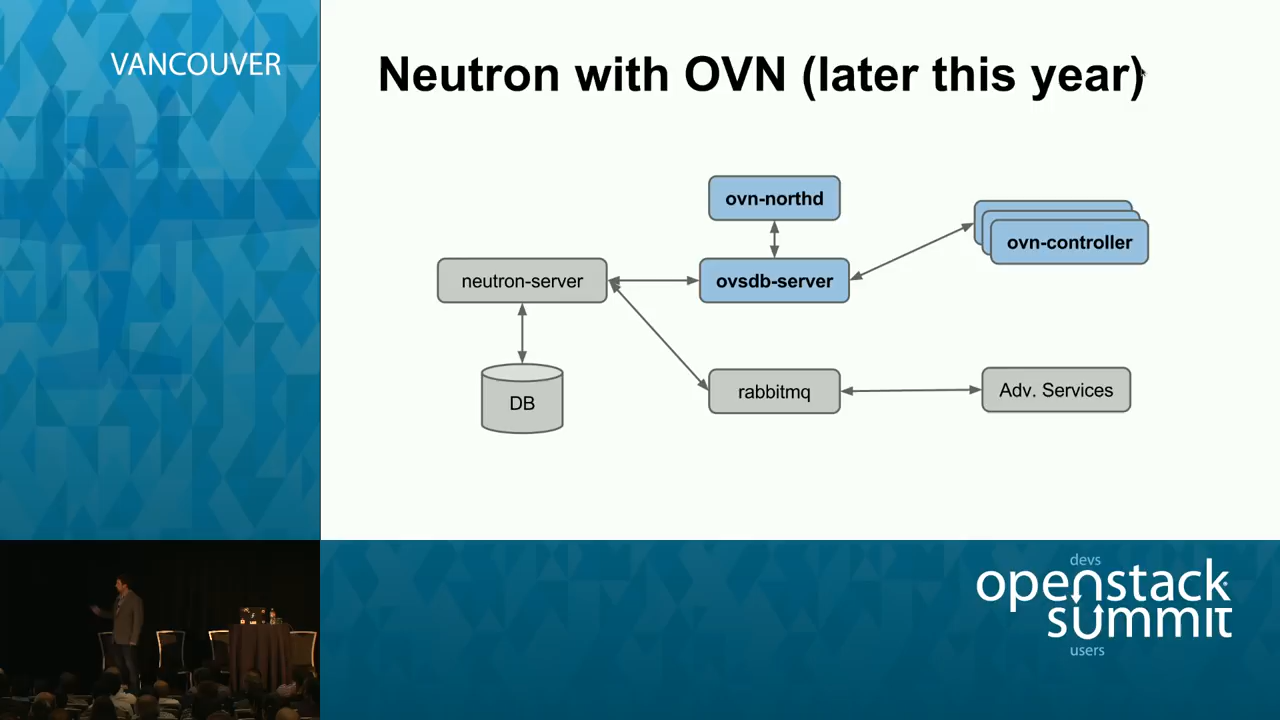 VANCOUVER
Neutron with OVN (later this year)
ovn-northd
ovn-controller
neutron-server
ovsdb-server
DB
rabbitmq
Adv. Services
devs
openstack
summit
users